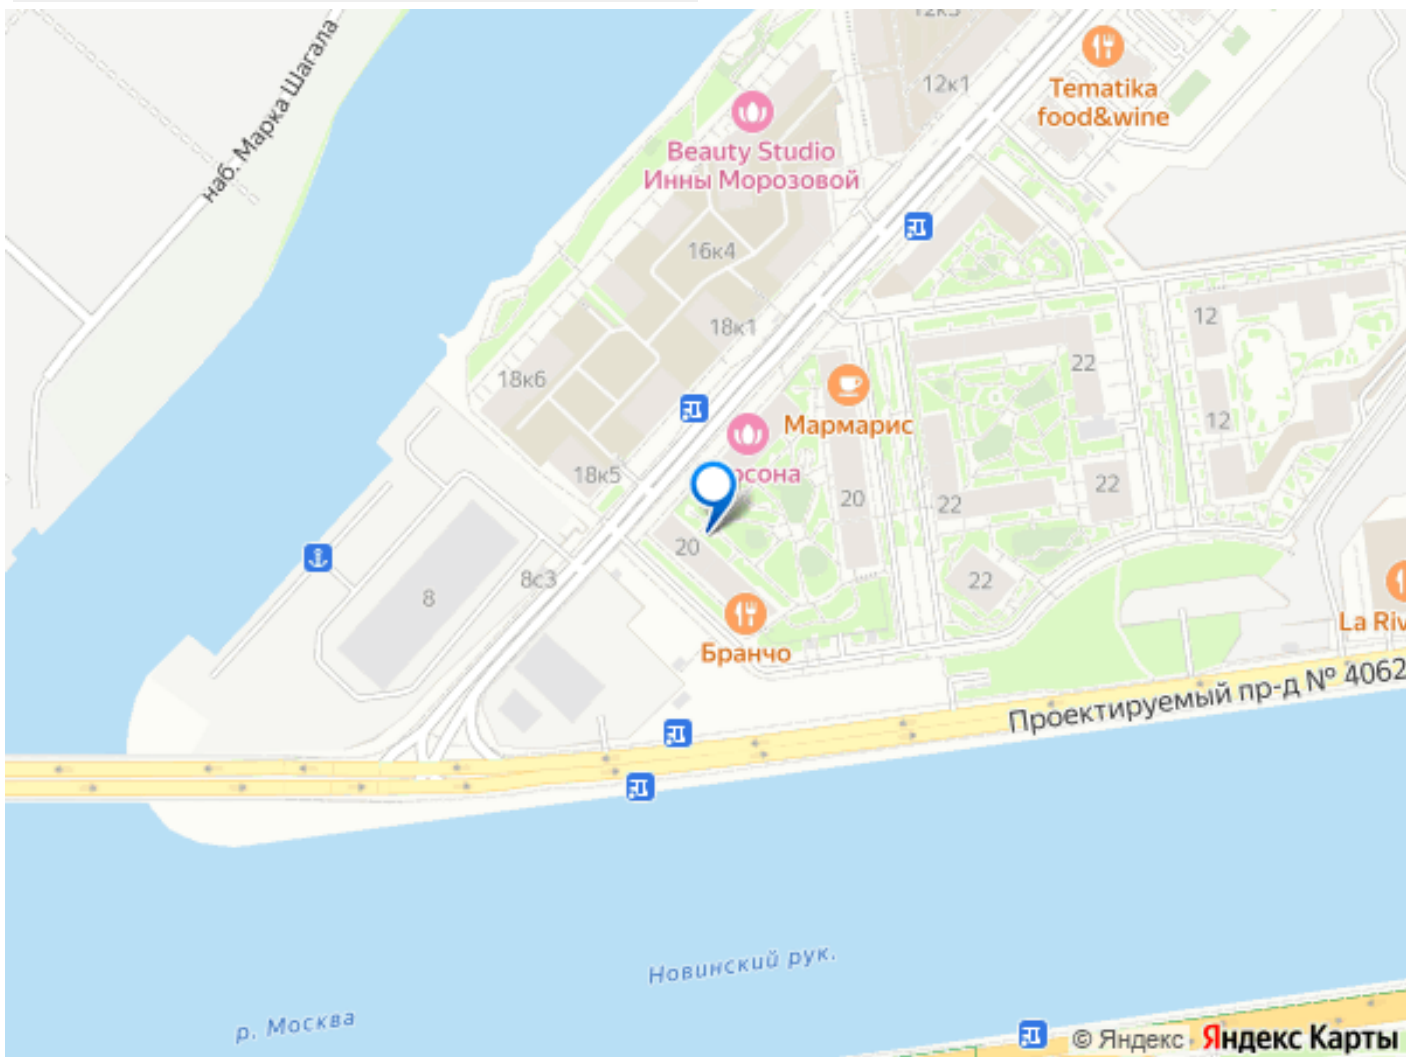 12к3
12к1
Tematika
food&wine
наб. Марка Шагала
Beauty Studio
Инны Морозовой
16к4
18к1
12
22
18к6
Мармарис
12
18к5
20
22
22
20
8с3
8
22
Бранчо
La Riv
Проектируемый пр-д № 4062
Новинский рук.
р. Москва
© Яндекс Яндекс Карты